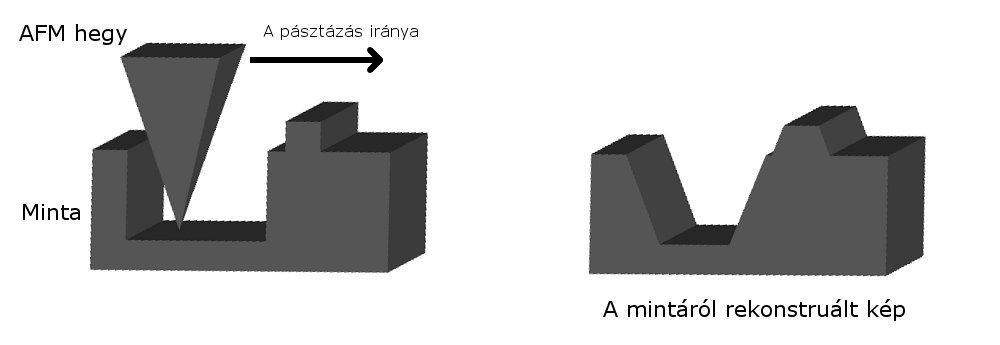 AFM hegy
A pásztázás iránya
Minta
A mintáról rekonstruált kép